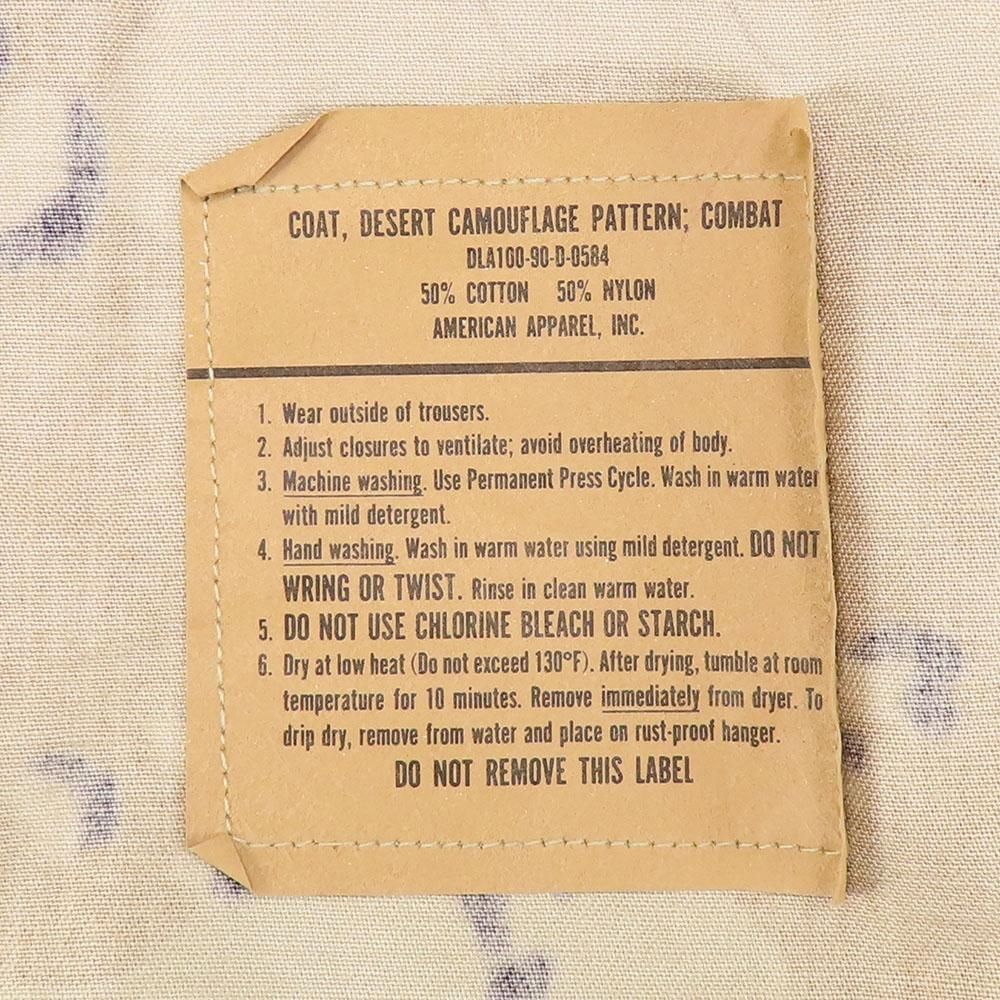 COAT, DESERT CAMOUFLAGE PATTERN; COMBAT
DLA100-90-D-0584
50% COTTON 50% NYLON
AMERICAN APPAREL, INC.
1. Wear outside of trousers.
2. Adjust closures to ventilate; avoid overheating of body.
3. Machine washing. Use Permanent Press Cycle. Wash in warm water
with mild detergent.
4. Hand washing. Wash in warm water using mild detergent. DO NOT
WRING OR TWIST. Rinse in clean warm water.
5. DO NOT USE CHLORINE BLEACH OR STARCH.
6. Dry at low heat (Do not exceed 130°F). After drying, tumble at room
temperature for 10 minutes. Remove immediately from dryer. To
drip dry, remove from water and place on rust-proof hanger.
DO NOT REMOVE THIS LABEL